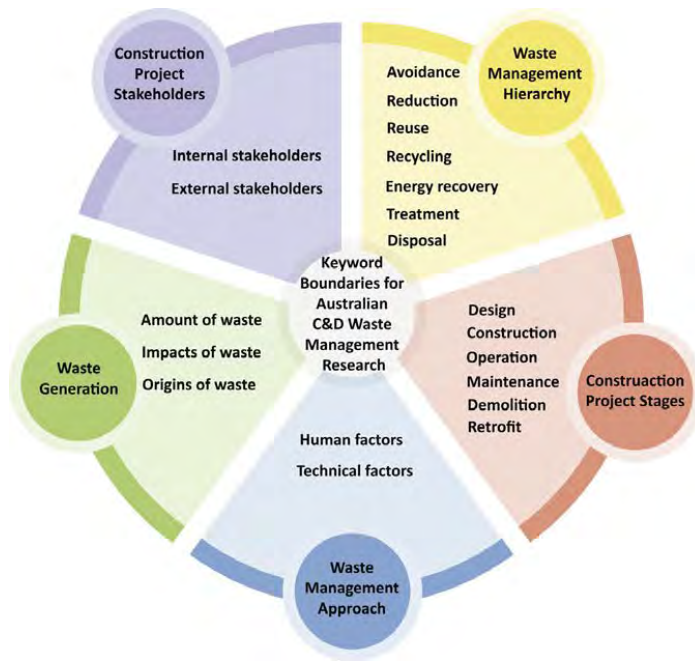 Construction
Project
Stakeholders
Internal stakeholders
External stakeholders
Waste
Management
Hierarchy
Avoidance
Reduction
Reuse
Recycling
Energy recovery
Treatment
Disposal
Keyword
Boundaries for
Australian
C&D Waste
Management
Research
Waste
Generation
Amount of waste
Impacts of waste
Origins of waste
Design
Construction
Operation
Maintenance
Demolition
Retrofit
Construaction
Project Stages
Human factors
Technical factors
Waste
Management
Approach